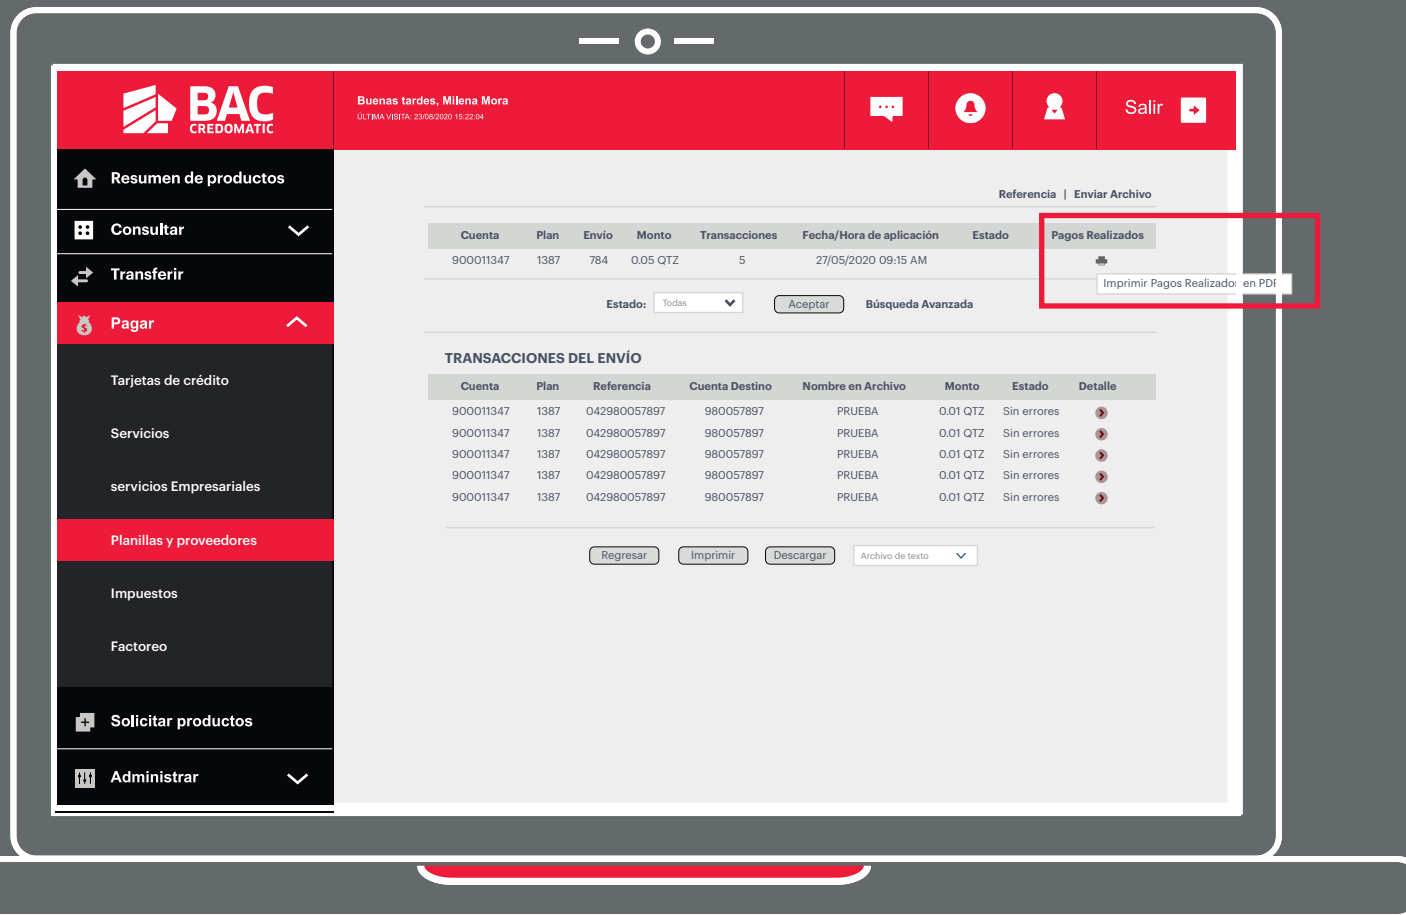 BAC
CREDOMATIC
Buenas tardes, Milena Mora
ÚLTIMA VISITA: 23/08/2020 15:22:04
Salir
Resumen de productos
Consultar
Transferir
Pagar
Tarjetas de crédito
Servicios
servicios Empresariales
Planillas y proveedores
Impuestos
Factoreo
Solicitar productos
Administrar
Referencia | Enviar Archivo
Cuenta Plan Envío Monto Transacciones Fecha/Hora de aplicación Estado Pagos Realizados
900011347 1387 784 0.05 QTZ 5 27/05/2020 09:15 AM
Imprimir Pagos Realizados en PDF
Estado: Todas Aceptar Búsqueda Avanzada
TRANSACCIONES DEL ENVÍO
Cuenta Plan Referencia Cuenta Destino Nombre en Archivo Monto Estado Detalle
900011347 1387 042980057897 980057897 PRUEBA 0.01 QTZ Sin errores
900011347 1387 042980057897 980057897 PRUEBA 0.01 QTZ Sin errores
900011347 1387 042980057897 980057897 PRUEBA 0.01 QTZ Sin errores
900011347 1387 042980057897 980057897 PRUEBA 0.01 QTZ Sin errores
900011347 1387 042980057897 980057897 PRUEBA 0.01 QTZ Sin errores
Regresar Imprimir Descargar Archivo de texto